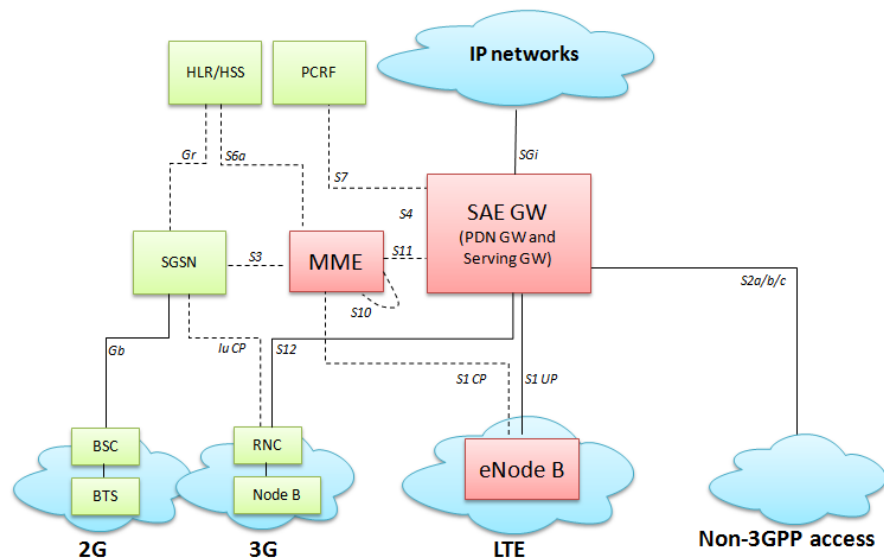 IP networks
HLR/HSS
PCRF
Gr
S6a
SGi
S7
SAE GW
(PDN GW and
Serving GW)
S4
SGSN
S3
MME
S11
S10
S2a/b/c
Gb
Iu CP
S12
S1 CP
S1 UP
BSC
RNC
eNode B
BTS
Node B
2G
3G
LTE
Non-3GPP access